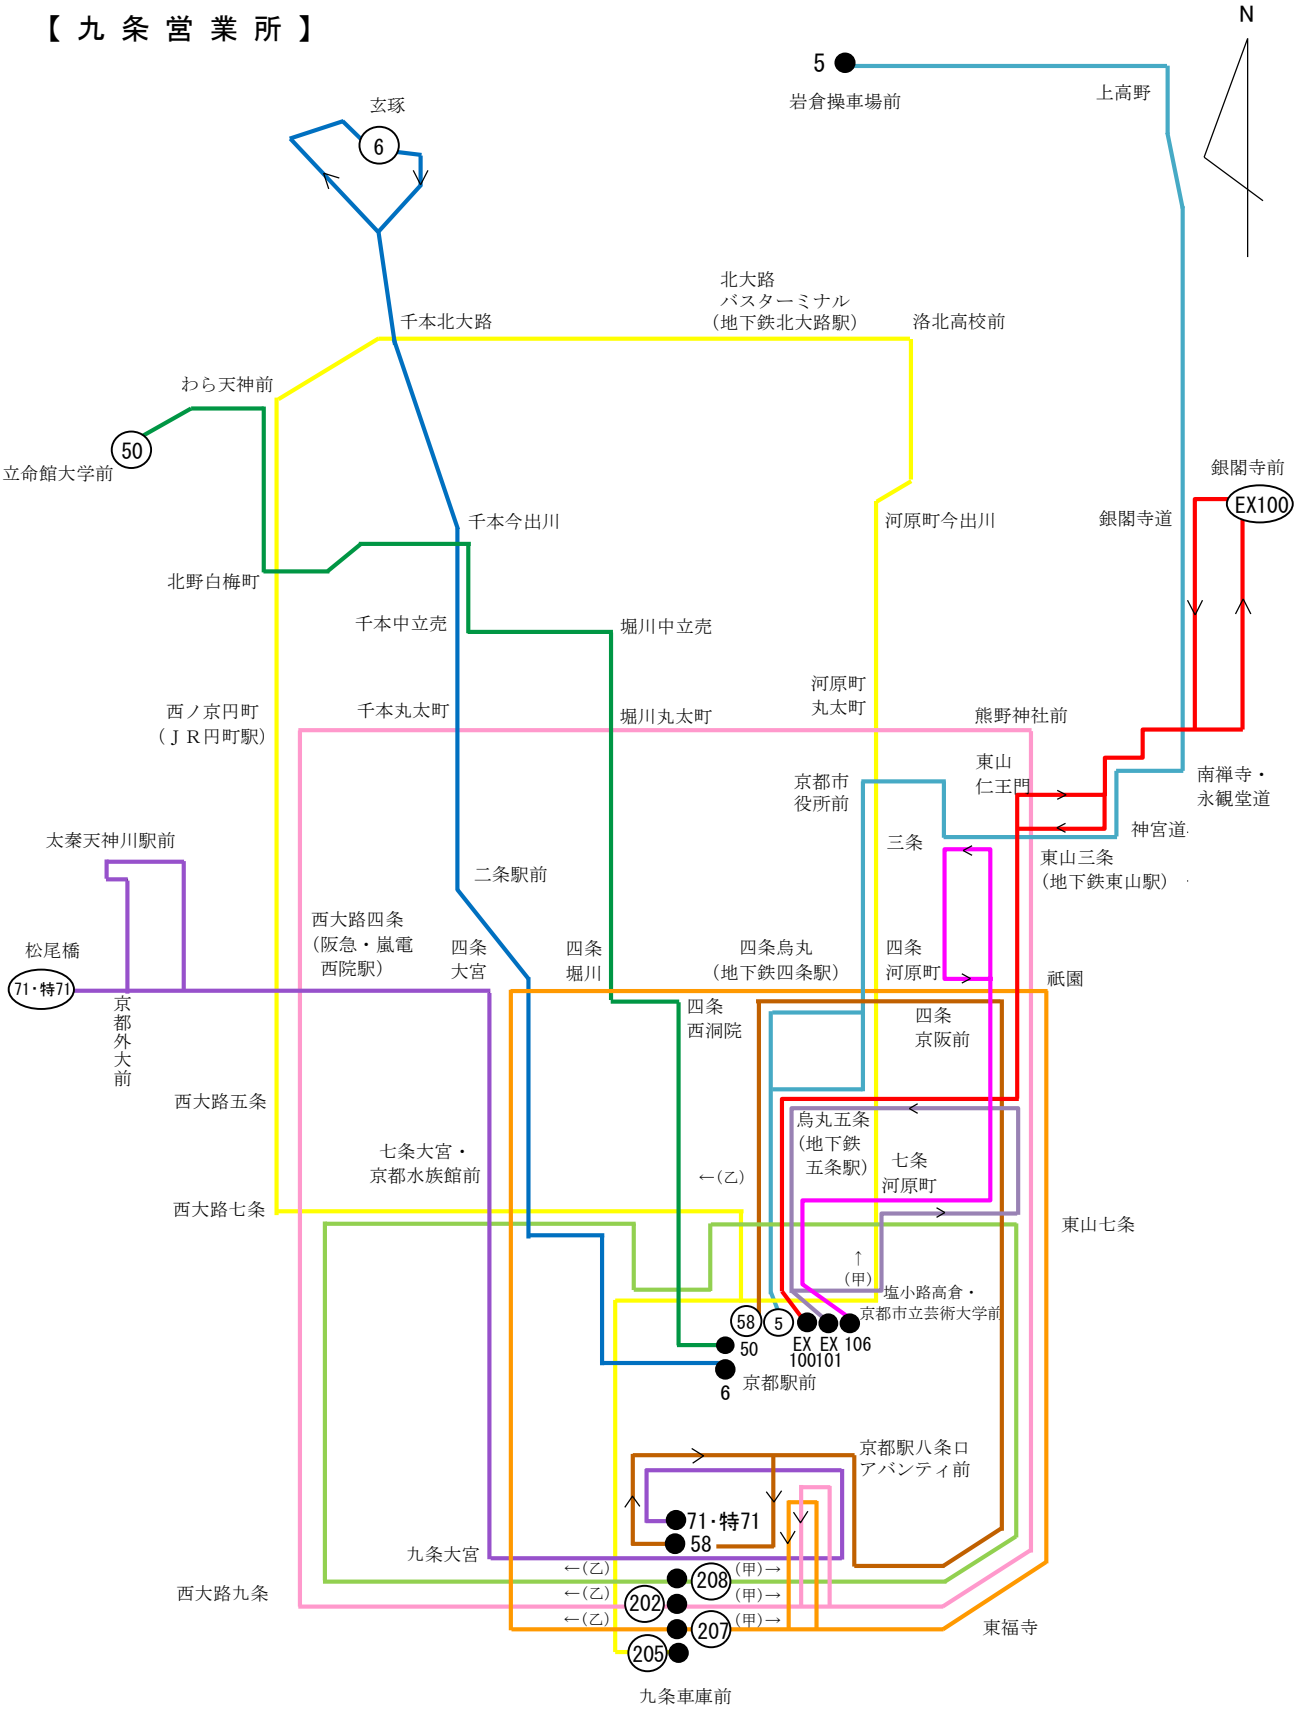 【九条営業所】
N
5
岩倉操車場前
上高野
玄琢
6
北大路
バスターミナル
（地下鉄北大路駅）
千本北大路
洛北高校前
わら天神前
50
立命館大学前
銀閣寺前
EX100
千本今出川
河原町今出川
銀閣寺道
北野白梅町
千本中立売
堀川中立売
西ノ京円町
（ＪＲ円町駅）
千本丸太町
堀川丸太町
河原町
丸太町
熊野神社前
東山
仁王門
京都市
役所前
南禅寺・
永観堂道
神宮道
太秦天神川駅前
三条
東山三条
（地下鉄東山駅）
二条駅前
西大路四条
（阪急・嵐電
西院駅）
松尾橋
71・特71
四条
大宮
四条
堀川
四条烏丸
（地下鉄四条駅）
四条
河原町
祇園
京都外大前
四条
西洞院
四条
京阪前
西大路五条
烏丸五条
（地下鉄
五条駅）
七条大宮・
京都水族館前
←(乙)
七条
河原町
西大路七条
東山七条
↑
(甲)
塩小路高倉・
京都市立芸術大学前
58
5
50
EX
100
EX
101
106
6
京都駅前
京都駅八条口
アバンティ前
71・特71
58
九条大宮
←(乙)
208
(甲)→
西大路九条
←(乙)
202
(甲)→
←(乙)
207
(甲)→
東福寺
205
九条車庫前